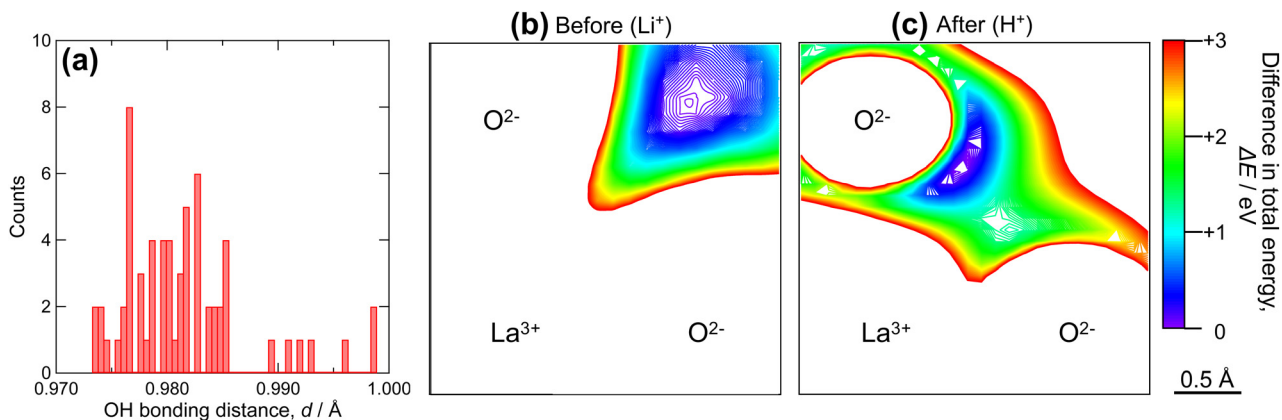 (a)
10
8
6
4
2
0
Counts
0.970
0.980
0.990
1.000
OH bonding distance, d / Å
(b) Before (Li⁺)
O²⁻
La³⁺
O²⁻
(c) After (H⁺)
O²⁻
La³⁺
O²⁻
+3
+2
+1
0
Difference in total energy,
ΔE / eV
0.5 Å